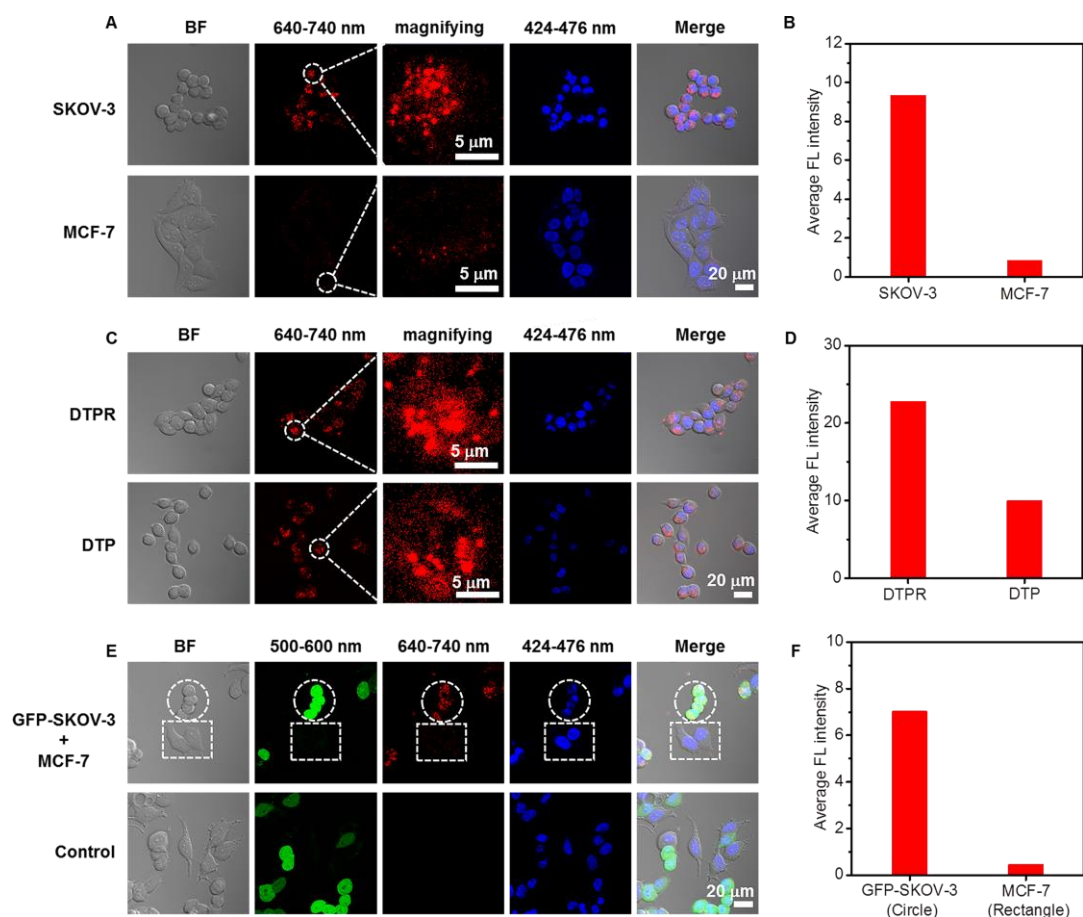 A
BF
640-740 nm
magnifying
424-476 nm
Merge
SKOV-3
5 μm
MCF-7
5 μm
20 μm
B
12
10
8
6
4
2
0
Average FL intensity
SKOV-3
MCF-7
C
BF
640-740 nm
magnifying
424-476 nm
Merge
DTPR
5 μm
DTP
5 μm
20 μm
D
30
20
10
0
Average FL intensity
DTPR
DTP
E
BF
500-600 nm
640-740 nm
424-476 nm
Merge
GFP-SKOV-3
+
MCF-7
Control
20 μm
F
10
8
6
4
2
0
Average FL intensity
GFP-SKOV-3
(Circle)
MCF-7
(Rectangle)